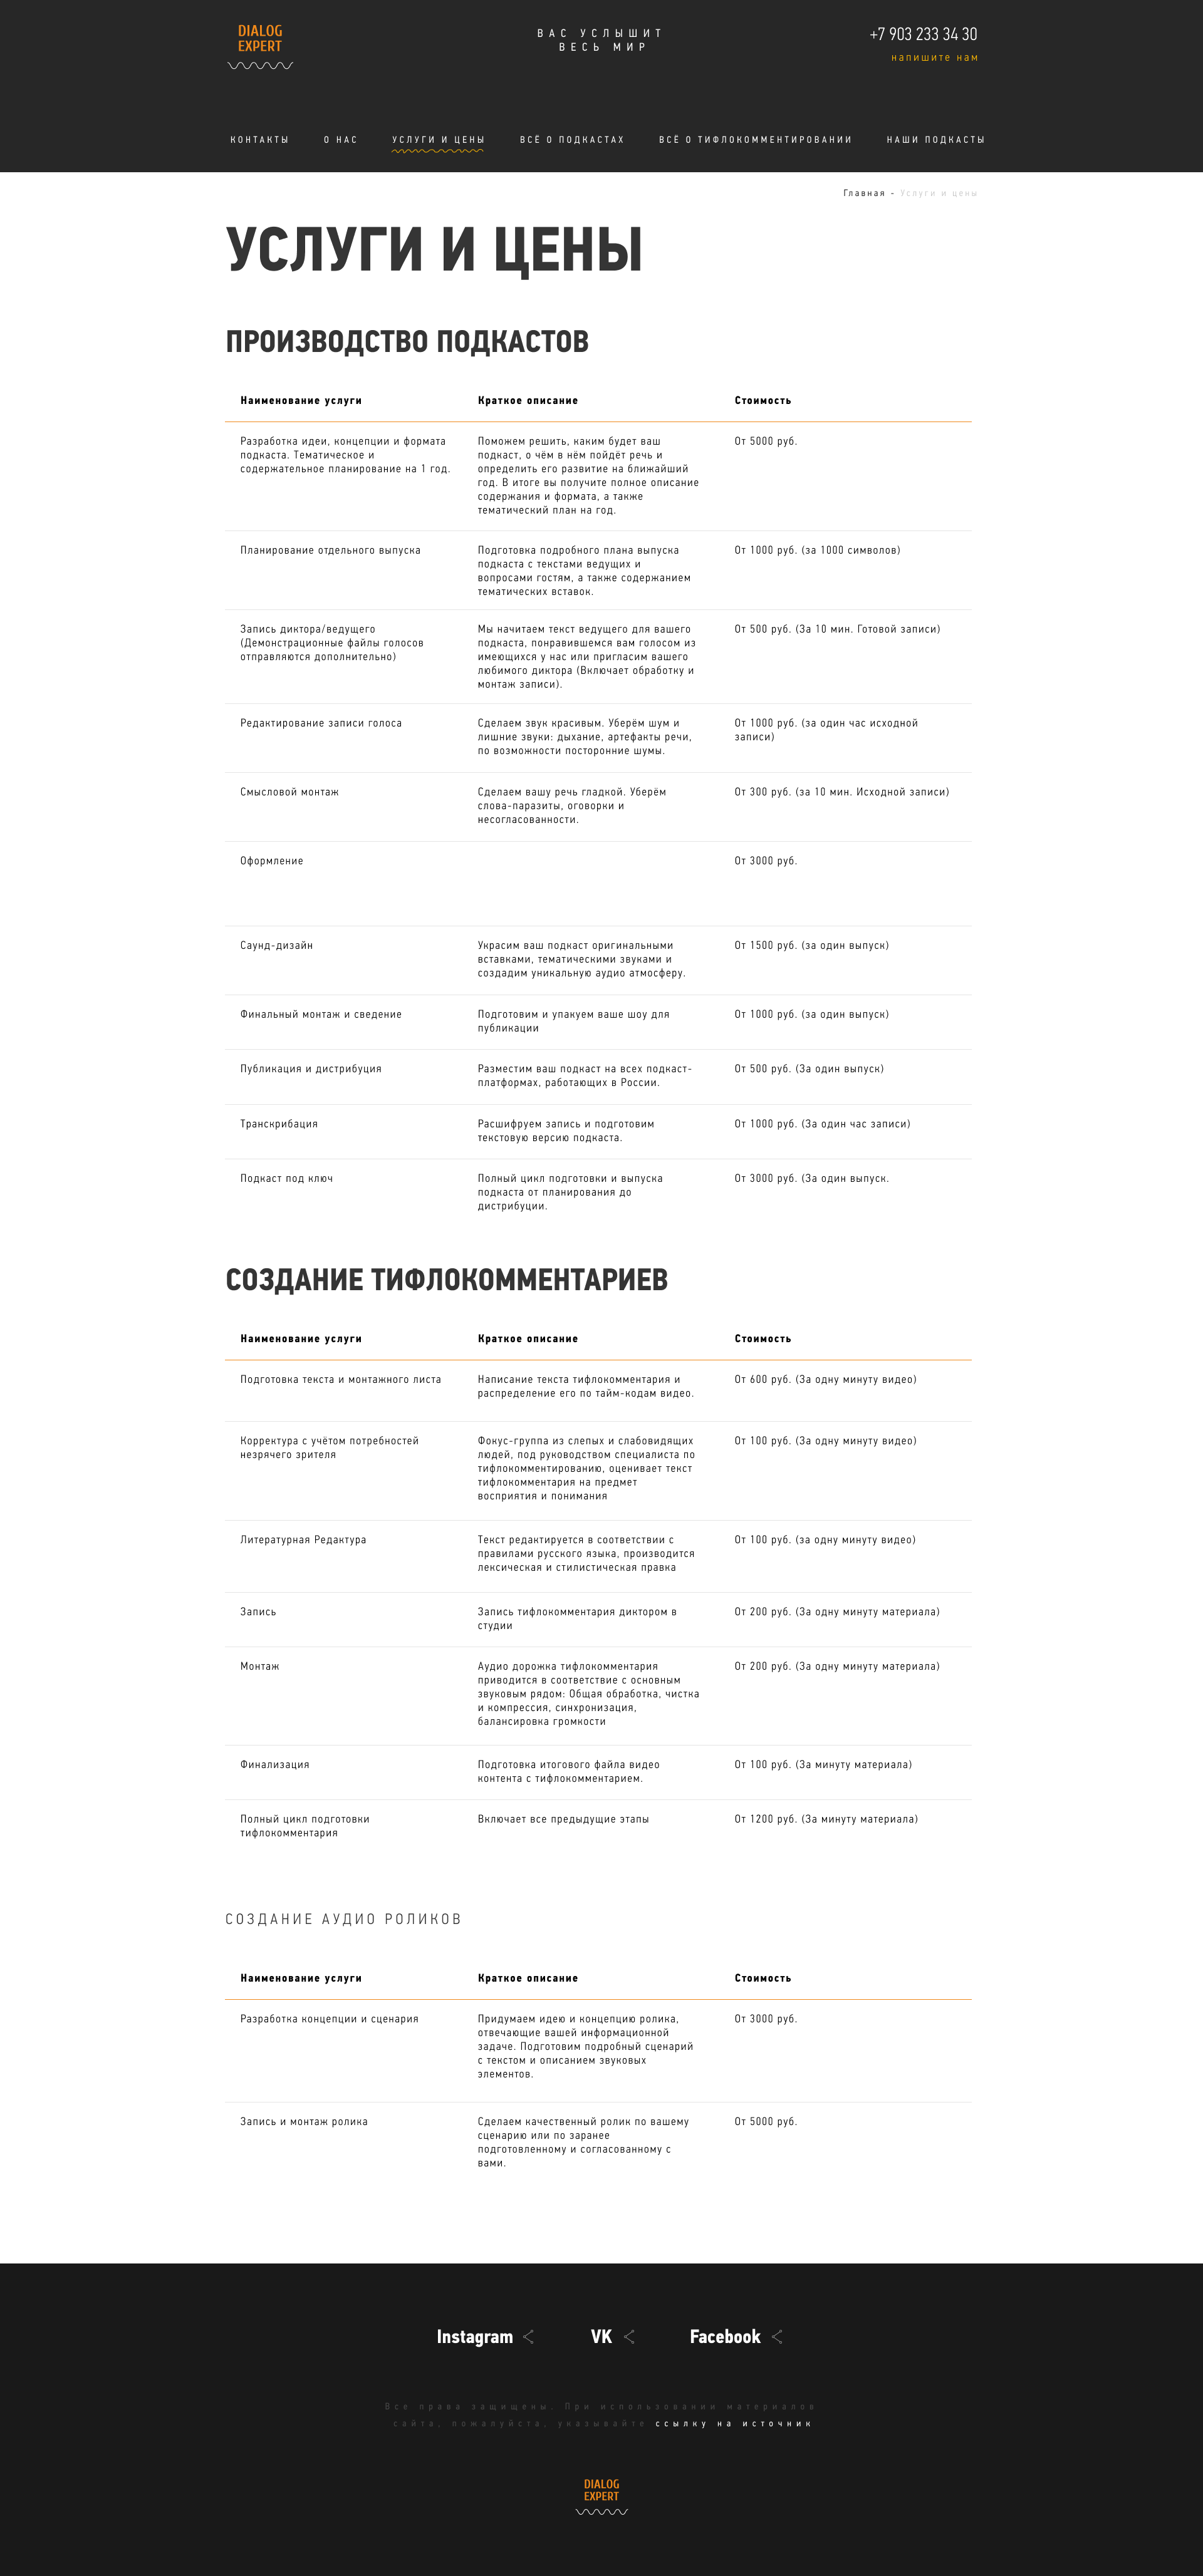 DIALOG
EXPERT
ВАС УСЛЫШИТ
ВЕСЬ МИР
+7 903 233 34 30
напишите нам
КОНТАКТЫ О НАС УСЛУГИ И ЦЕНЫ ВСЁ О ПОДКАСТАХ ВСЁ О ТИФЛОКОММЕНТИРОВАНИИ НАШИ ПОДКАСТЫ
Главная - Услуги и цены
УСЛУГИ И ЦЕНЫ
ПРОИЗВОДСТВО ПОДКАСТОВ
Наименование услуги
Краткое описание
Стоимость
Разработка идеи, концепции и формата
подкаста. Тематическое и
содержательное планирование на 1 год.
Поможем решить, каким будет ваш
подкаст, о чём в нём пойдёт речь и
определить его развитие на ближайший
год. В итоге вы получите полное описание
содержания и формата, а также
тематический план на год.
От 5000 руб.
Планирование отдельного выпуска
Подготовка подробного плана выпуска
подкаста с текстами ведущих и
вопросами гостям, а также содержанием
тематических вставок.
От 1000 руб. (за 1000 символов)
Запись диктора/ведущего
(Демонстрационные файлы голосов
отправляются дополнительно)
Мы начитаем текст ведущего для вашего
подкаста, понравившемся вам голосом из
имеющихся у нас или пригласим вашего
любимого диктора (Включает обработку и
монтаж записи).
От 500 руб. (За 10 мин. Готовой записи)
Редактирование записи голоса
Сделаем звук красивым. Уберём шум и
лишние звуки: дыхание, артефакты речи,
по возможности посторонние шумы.
От 1000 руб. (за один час исходной
записи)
Смысловой монтаж
Сделаем вашу речь гладкой. Уберём
слова-паразиты, оговорки и
несогласованности.
От 300 руб. (за 10 мин. Исходной записи)
Оформление
От 3000 руб.
Саунд-дизайн
Украсим ваш подкаст оригинальными
вставками, тематическими звуками и
создадим уникальную аудио атмосферу.
От 1500 руб. (за один выпуск)
Финальный монтаж и сведение
Подготовим и упакуем ваше шоу для
публикации
От 1000 руб. (за один выпуск)
Публикация и дистрибуция
Разместим ваш подкаст на всех подкаст-
платформах, работающих в России.
От 500 руб. (За один выпуск)
Транскрибация
Расшифруем запись и подготовим
текстовую версию подкаста.
От 1000 руб. (За один час записи)
Подкаст под ключ
Полный цикл подготовки и выпуска
подкаста от планирования до
дистрибуции.
От 3000 руб. (За один выпуск.
СОЗДАНИЕ ТИФЛОКОММЕНТАРИЕВ
Наименование услуги
Краткое описание
Стоимость
Подготовка текста и монтажного листа
Написание текста тифлокомментария и
распределение его по тайм-кодам видео.
От 600 руб. (За одну минуту видео)
Корректура с учётом потребностей
незрячего зрителя
Фокус-группа из слепых и слабовидящих
людей, под руководством специалиста по
тифлокомментированию, оценивает текст
тифлокомментария на предмет
восприятия и понимания
От 100 руб. (За одну минуту видео)
Литературная Редактура
Текст редактируется в соответствии с
правилами русского языка, производится
лексическая и стилистическая правка
От 100 руб. (за одну минуту видео)
Запись
Запись тифлокомментария диктором в
студии
От 200 руб. (За одну минуту материала)
Монтаж
Аудио дорожка тифлокомментария
приводится в соответствие с основным
звуковым рядом: Общая обработка, чистка
и компрессия, синхронизация,
балансировка громкости
От 200 руб. (За одну минуту материала)
Финализация
Подготовка итогового файла видео
контента с тифлокомментарием.
От 100 руб. (За минуту материала)
Полный цикл подготовки
тифлокомментария
Включает все предыдущие этапы
От 1200 руб. (За минуту материала)
СОЗДАНИЕ АУДИО РОЛИКОВ
Наименование услуги
Краткое описание
Стоимость
Разработка концепции и сценария
Придумаем идею и концепцию ролика,
отвечающие вашей информационной
задаче. Подготовим подробный сценарий
с текстом и описанием звуковых
элементов.
От 3000 руб.
Запись и монтаж ролика
Сделаем качественный ролик по вашему
сценарию или по заранее
подготовленному и согласованному с
вами.
От 5000 руб.
Instagram VK Facebook
Все права защищены. При использовании материалов
сайта, пожалуйста, указывайте ссылку на источник
DIALOG
EXPERT